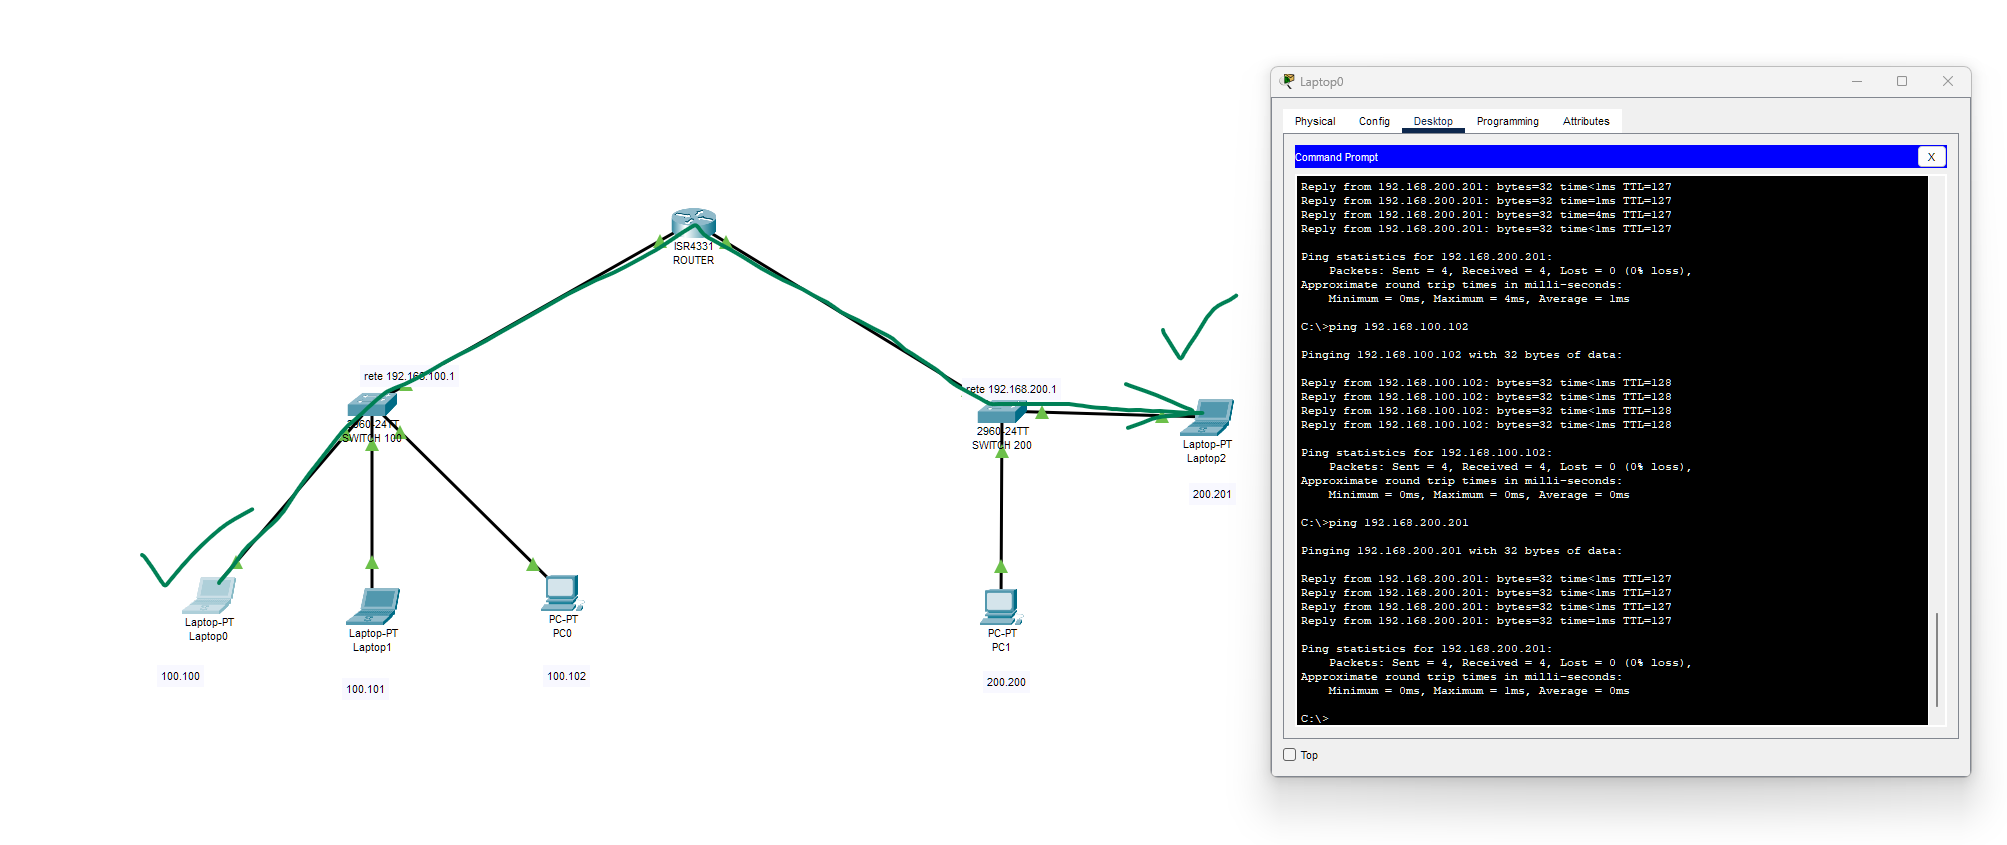 ISR4331
ROUTER
rete 192.168.100.1
2960-24TT
SWITCH 100
rete 192.168.200.1
2960-24TT
SWITCH 200
Laptop-PT
Laptop2
200.201
Laptop-PT
Laptop0
100.100
Laptop-PT
Laptop1
100.101
PC-PT
PC0
100.102
PC-PT
PC1
200.200
Laptop0
Physical Config Desktop Programming Attributes
Command Prompt X
Reply from 192.168.200.201: bytes=32 time<1ms TTL=127
Reply from 192.168.200.201: bytes=32 time=1ms TTL=127
Reply from 192.168.200.201: bytes=32 time=4ms TTL=127
Reply from 192.168.200.201: bytes=32 time<1ms TTL=127
Ping statistics for 192.168.200.201:
Packets: Sent = 4, Received = 4, Lost = 0 (0% loss),
Approximate round trip times in milli-seconds:
Minimum = 0ms, Maximum = 4ms, Average = 1ms
C:\>ping 192.168.100.102
Pinging 192.168.100.102 with 32 bytes of data:
Reply from 192.168.100.102: bytes=32 time<1ms TTL=128
Reply from 192.168.100.102: bytes=32 time<1ms TTL=128
Reply from 192.168.100.102: bytes=32 time<1ms TTL=128
Reply from 192.168.100.102: bytes=32 time<1ms TTL=128
Ping statistics for 192.168.100.102:
Packets: Sent = 4, Received = 4, Lost = 0 (0% loss),
Approximate round trip times in milli-seconds:
Minimum = 0ms, Maximum = 0ms, Average = 0ms
C:\>ping 192.168.200.201
Pinging 192.168.200.201 with 32 bytes of data:
Reply from 192.168.200.201: bytes=32 time<1ms TTL=127
Reply from 192.168.200.201: bytes=32 time<1ms TTL=127
Reply from 192.168.200.201: bytes=32 time<1ms TTL=127
Reply from 192.168.200.201: bytes=32 time=1ms TTL=127
Ping statistics for 192.168.200.201:
Packets: Sent = 4, Received = 4, Lost = 0 (0% loss),
Approximate round trip times in milli-seconds:
Minimum = 0ms, Maximum = 1ms, Average = 0ms
C:\>
Top